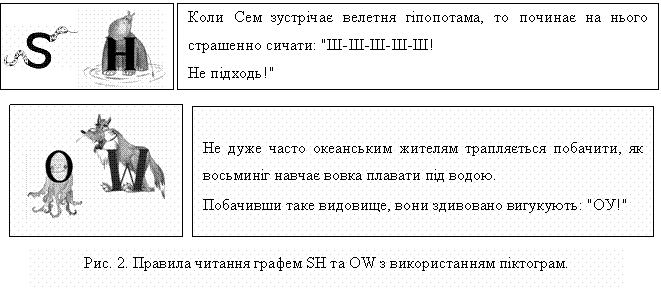 S H
Коли Сем зустрічає велетня гіпопотама, то починає на нього
страшенно сичати: "Ш-Ш-Ш-Ш-Ш!
Не підходь!"
O W
Не дуже часто океанським жителям трапляється побачити, як
восьминіг навчає вовка плавати під водою.
Побачивши таке видовище, вони здивовано вигукують: "ОУ!"
Рис. 2. Правила читання графем SH та OW з використанням піктограм.